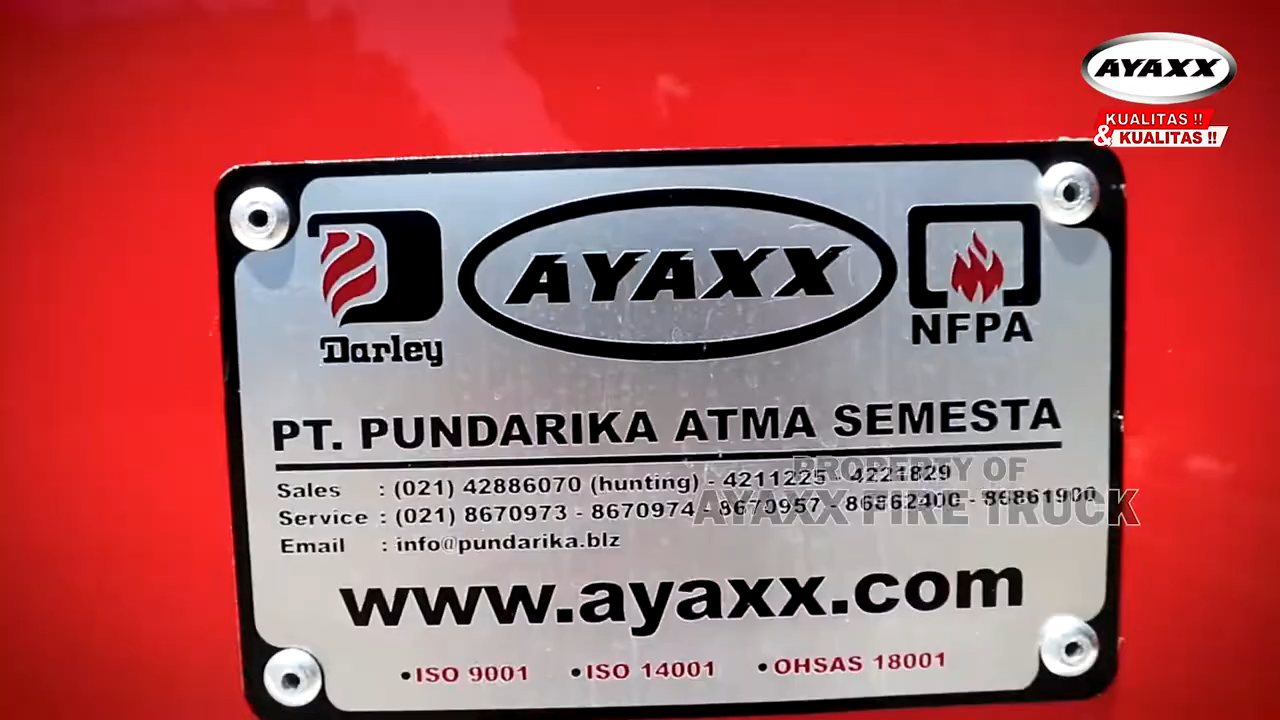 AYAXX
KUALITAS !!
& KUALITAS !!
Darley
AYAXX
NFPA
PT. PUNDARIKA ATMA SEMESTA
Sales : (021) 42886070 (hunting) - 4211225 - 4221829
Service : (021) 8670973 - 8670974 - 8670957 - 86862400 - 86861900
Email : info@pundarika.blz
PROPERTY OF
AYAXX FIRE TRUCK
www.ayaxx.com
•ISO 9001 •ISO 14001 •OHSAS 18001